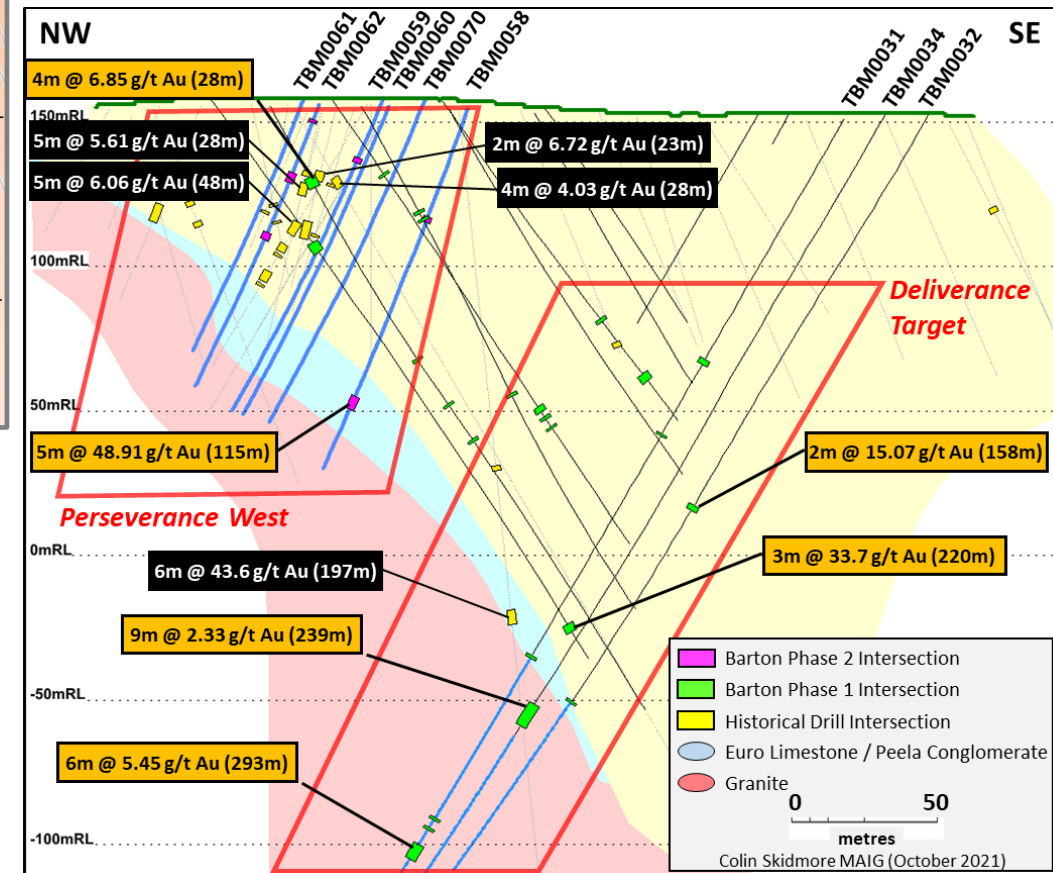 NW
SE
TBM0061
TBM0062
TBM0059
TBM0060
TBM0070
TBM0058
TBM0031
TBM0034
TBM0032
4m @ 6.85 g/t Au (28m)
150mRL
5m @ 5.61 g/t Au (28m)
2m @ 6.72 g/t Au (23m)
5m @ 6.06 g/t Au (48m)
4m @ 4.03 g/t Au (28m)
100mRL
Deliverance
Target
50mRL
5m @ 48.91 g/t Au (115m)
2m @ 15.07 g/t Au (158m)
Perseverance West
0mRL
3m @ 33.7 g/t Au (220m)
6m @ 43.6 g/t Au (197m)
9m @ 2.33 g/t Au (239m)
-50mRL
6m @ 5.45 g/t Au (293m)
-100mRL
Barton Phase 2 Intersection
Barton Phase 1 Intersection
Historical Drill Intersection
Euro Limestone / Peela Conglomerate
Granite
0 50
metres
Colin Skidmore MAIG (October 2021)